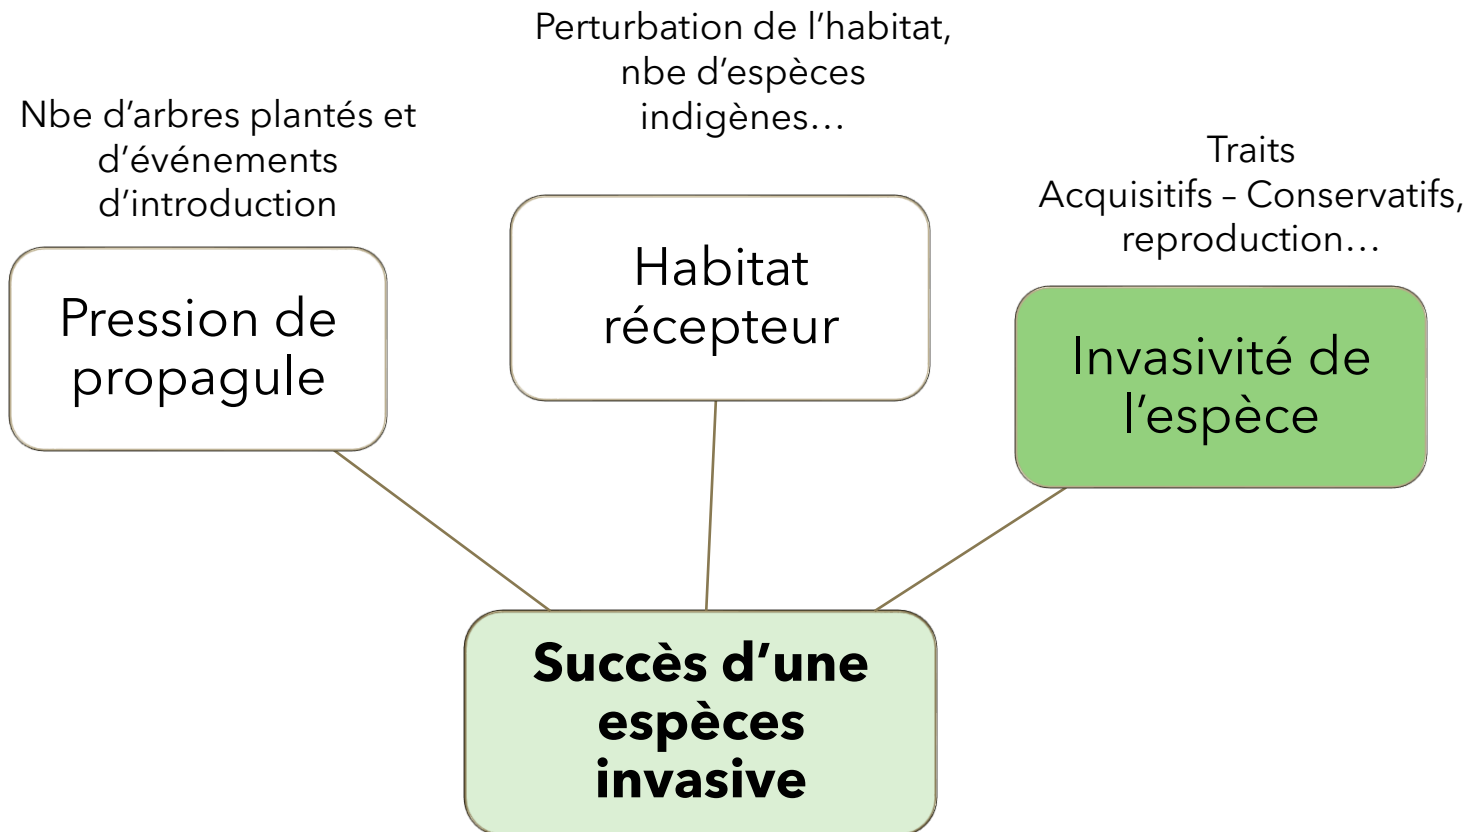 Perturbation de l’habitat,
nbe d’espèces
indigènes…
Nbe d’arbres plantés et
d’événements
d’introduction
Traits
Acquisitifs – Conservatifs,
reproduction…
Pression de
propagule
Habitat
récepteur
Invasivité de
l’espèce
Succès d’une
espèces
invasive